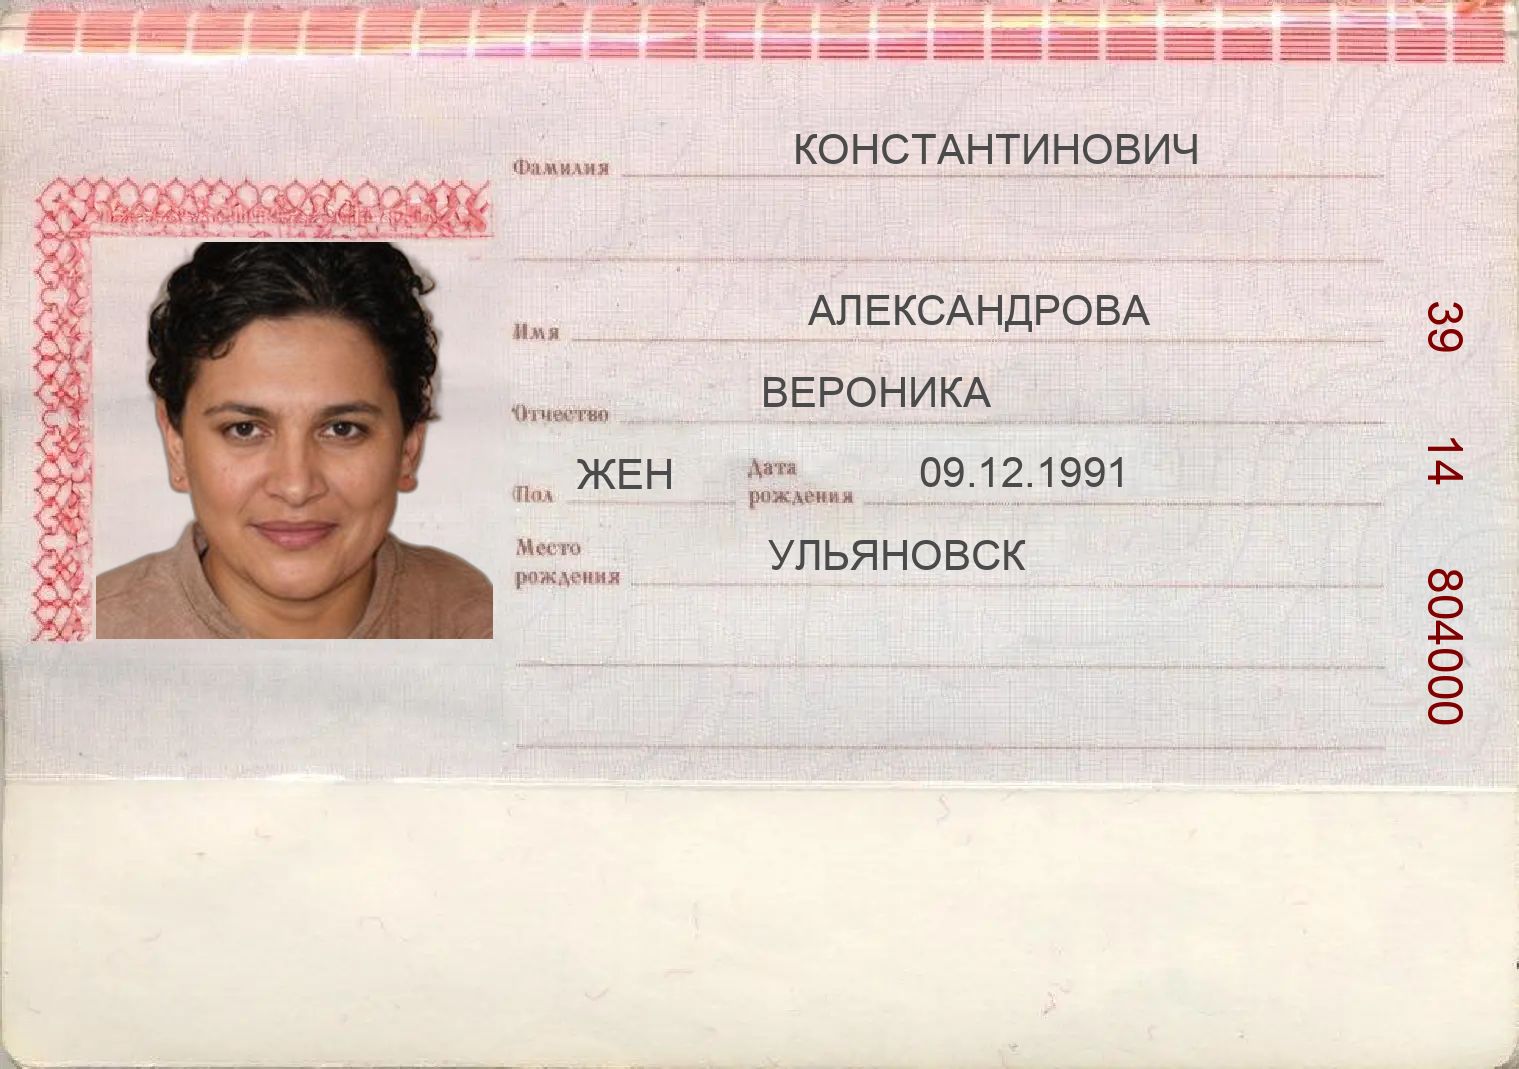 Фамилия КОНСТАНТИНОВИЧ
Имя АЛЕКСАНДРОВА
Отчество ВЕРОНИКА
Пол ЖЕН Дата рождения 09.12.1991
Место рождения УЛЬЯНОВСК
39 14 804000